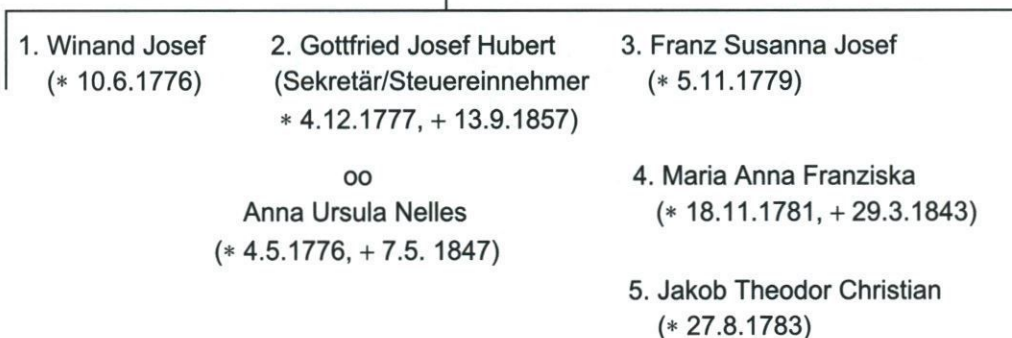 1. Winand Josef
(* 10.6.1776)
2. Gottfried Josef Hubert
(Sekretär/Steuereinnehmer
* 4.12.1777, + 13.9.1857)
oo
Anna Ursula Nelles
(* 4.5.1776, + 7.5. 1847)
3. Franz Susanna Josef
(* 5.11.1779)
4. Maria Anna Franziska
(* 18.11.1781, + 29.3.1843)
5. Jakob Theodor Christian
(* 27.8.1783)